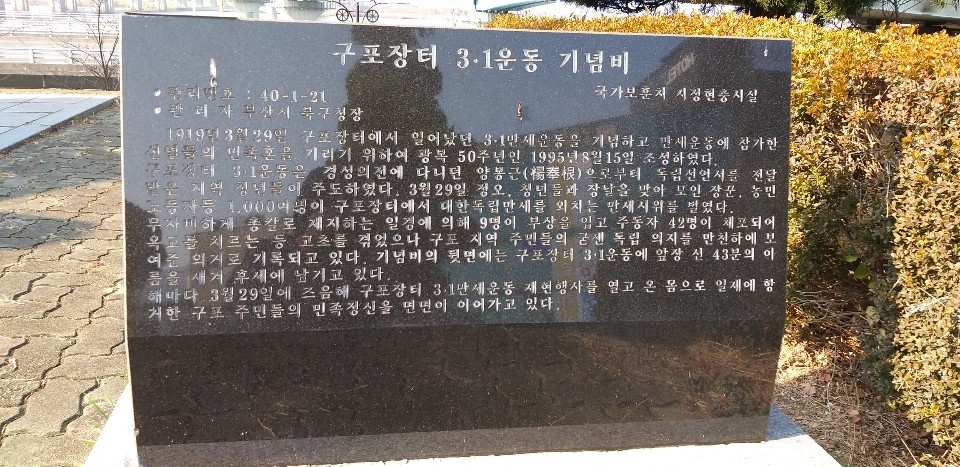 구포장터 3·1운동 기념비
• 관리번호 : 40-1-21
국가보훈처 지정현충시설
• 관 리 자 부산시 북구청장
1919년 3월 29일 구포장터에서 일어났던 3·1만세운동을 기념하고 만세운동에 참가한
선열들의 민족혼을 기리기 위하여 광복 50주년인 1995년 8월 15일 조성하였다.
구포장터 3·1운동은 경성의전에 다니던 양봉근(楊奉根)으로부터 독립선언서를 전달
받은 지역 청년들이 주도하였다. 3월 29일 정오, 청년들과 장날을 맞아 모인 장꾼, 농민
노동자등 1,000여명이 구포장터에서 대한독립만세를 외치는 만세시위를 벌였다.
무자비하게 총칼로 제지하는 일경에 의해 9명이 부상을 입고 주동자 42명이 체포되어
옥고를 치르는 등 고초를 겪었으나 구포 지역 주민들의 굳센 독립 의지를 만천하에 보
여준 의거로 기록되고 있다. 기념비의 뒷면에는 구포장터 3·1운동에 앞장 선 43분의 이
름을 새겨 후세에 남기고 있다.
해마다 3월 29일에 즈음해 구포장터 3·1만세운동 재현행사를 열고 온 몸으로 일제에 항
거한 구포 주민들의 민족정신을 면면이 이어가고 있다.